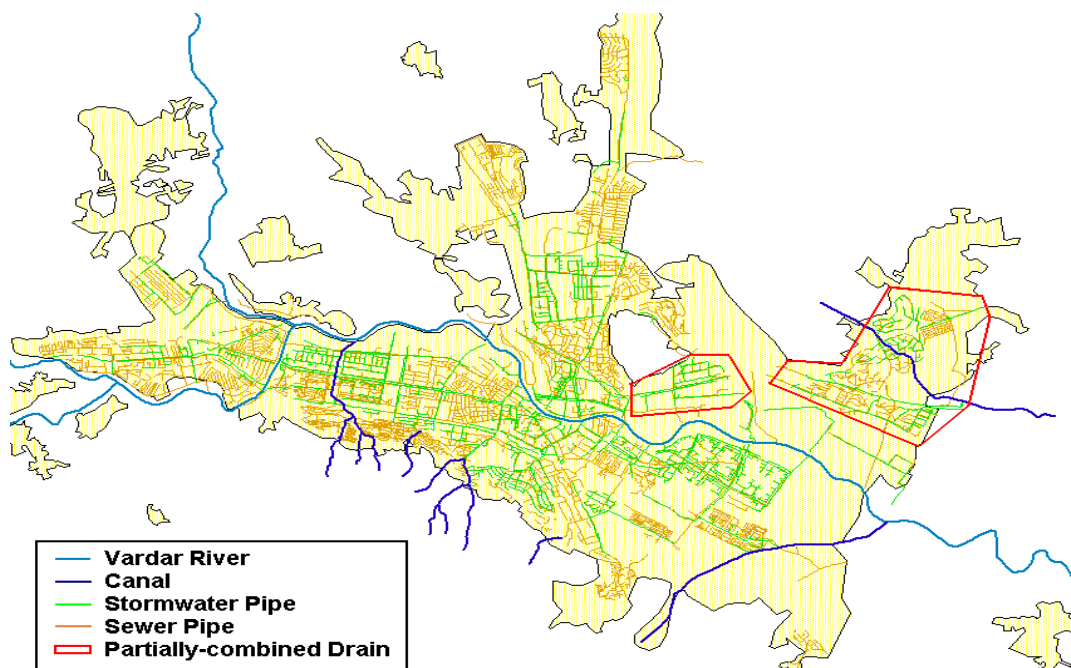 Vardar River
Canal
Stormwater Pipe
Sewer Pipe
Partially-combined Drain